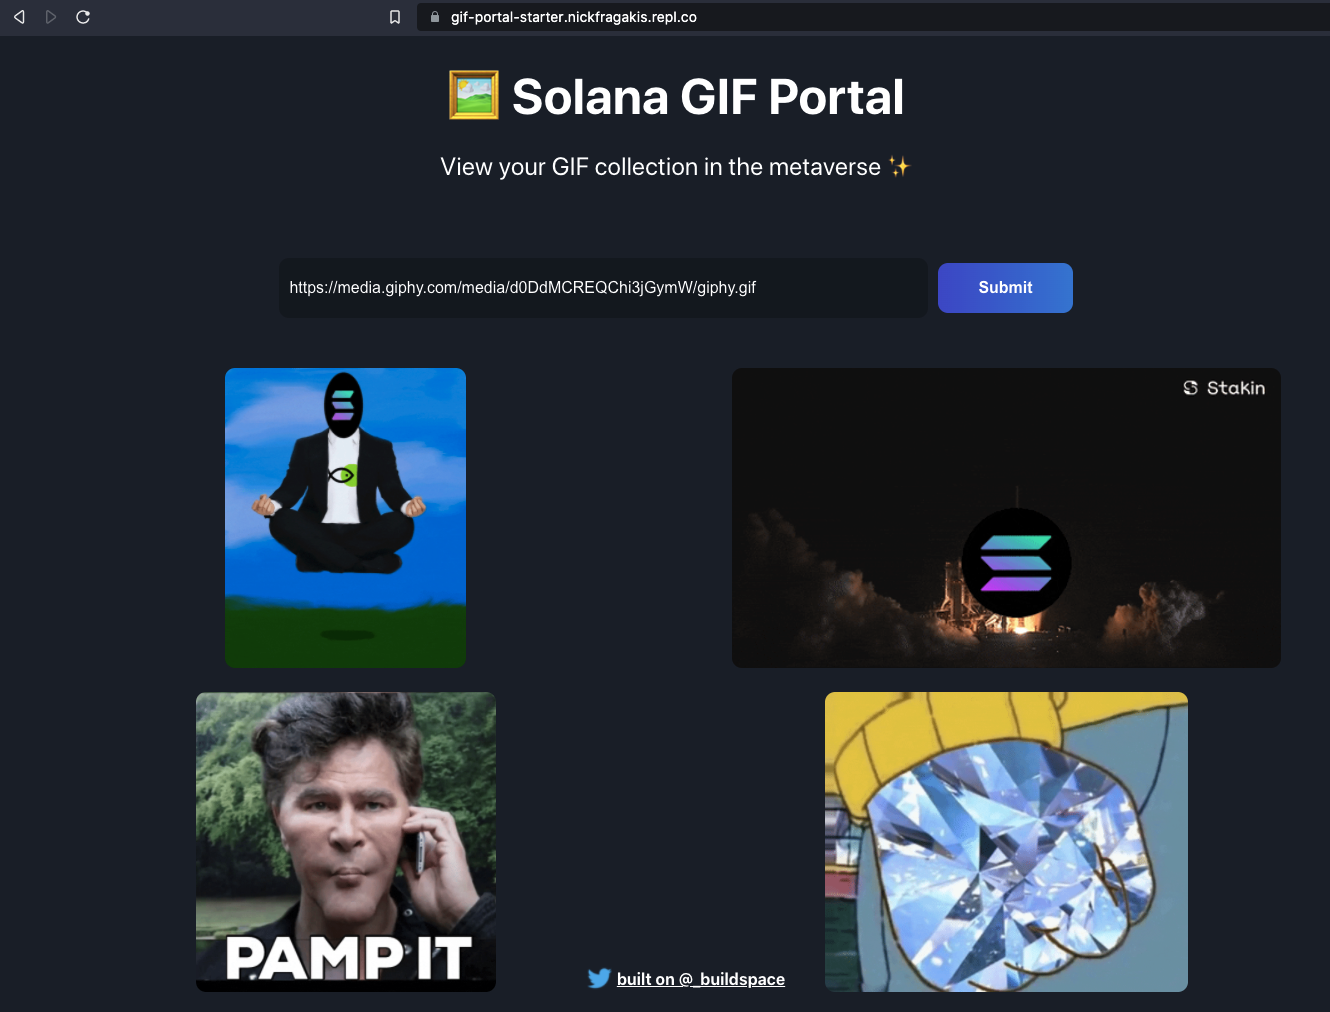 gif-portal-starter.nickfragakis.repl.co
Solana GIF Portal
View your GIF collection in the metaverse
https://media.giphy.com/media/d0DdMCREQChi3jGymW/giphy.gif
Submit
Stakin
PAMP IT
built on @_buildspace